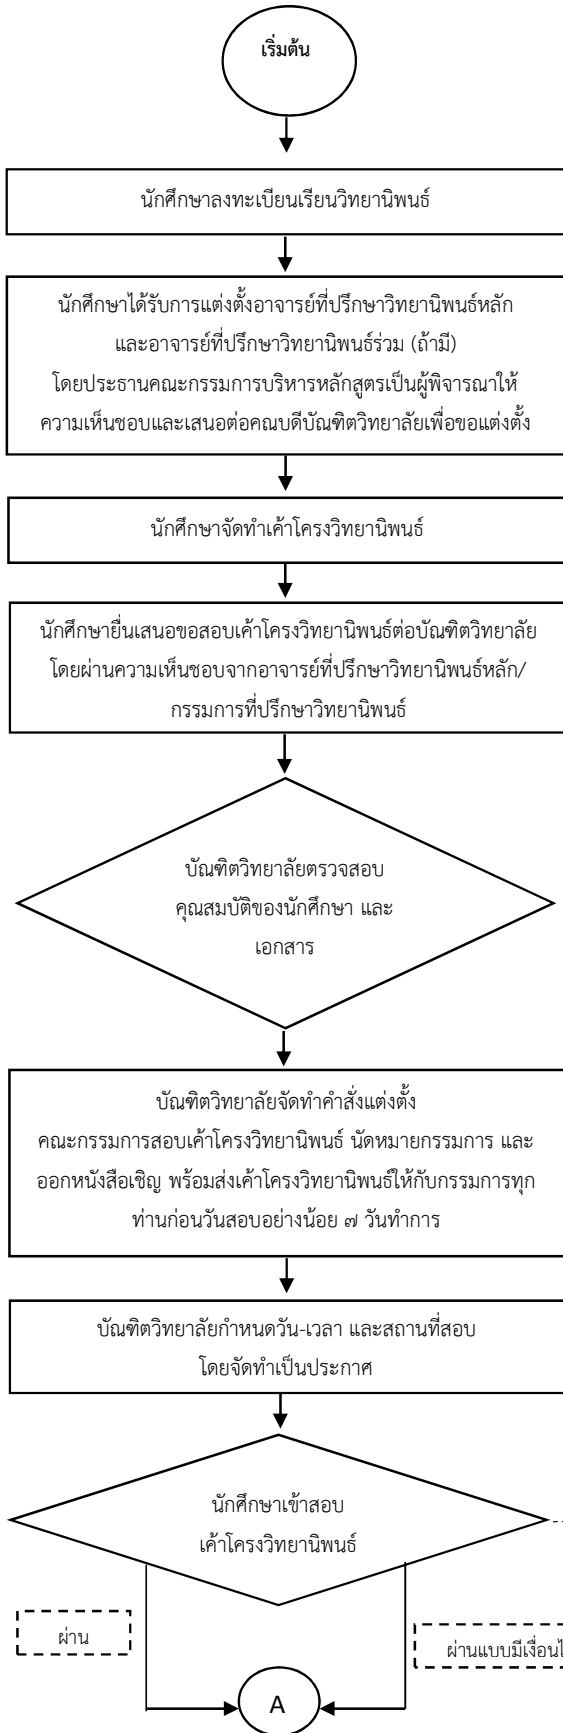 เริ่มต้น
นักศึกษาลงทะเบียนเรียนวิทยานิพนธ์
นักศึกษาได้รับการแต่งตั้งอาจารย์ที่ปรึกษาวิทยานิพนธ์หลัก
และอาจารย์ที่ปรึกษาวิทยานิพนธ์ร่วม (ถ้ามี)
โดยประธานคณะกรรมการบริหารหลักสูตรเป็นผู้พิจารณาให้
ความเห็นชอบและเสนอต่อคณบดีบัณฑิตวิทยาลัยเพื่อขอแต่งตั้ง
นักศึกษาจัดทำเค้าโครงวิทยานิพนธ์
นักศึกษายื่นเสนอขอสอบเค้าโครงวิทยานิพนธ์ต่อบัณฑิตวิทยาลัย
โดยผ่านความเห็นชอบจากอาจารย์ที่ปรึกษาวิทยานิพนธ์หลัก/
กรรมการที่ปรึกษาวิทยานิพนธ์
บัณฑิตวิทยาลัยตรวจสอบ
คุณสมบัติของนักศึกษา และ
เอกสาร
บัณฑิตวิทยาลัยจัดทำคำสั่งแต่งตั้ง
คณะกรรมการสอบเค้าโครงวิทยานิพนธ์ นัดหมายกรรมการ และ
ออกหนังสือเชิญ พร้อมส่งเค้าโครงวิทยานิพนธ์ให้กับกรรมการทุก
ท่านก่อนวันสอบอย่างน้อย ๗ วันทำการ
บัณฑิตวิทยาลัยกำหนดวัน-เวลา และสถานที่สอบ
โดยจัดทำเป็นประกาศ
นักศึกษาเข้าสอบ
เค้าโครงวิทยานิพนธ์
ผ่าน
ผ่านแบบมีเงื่อนไ
A